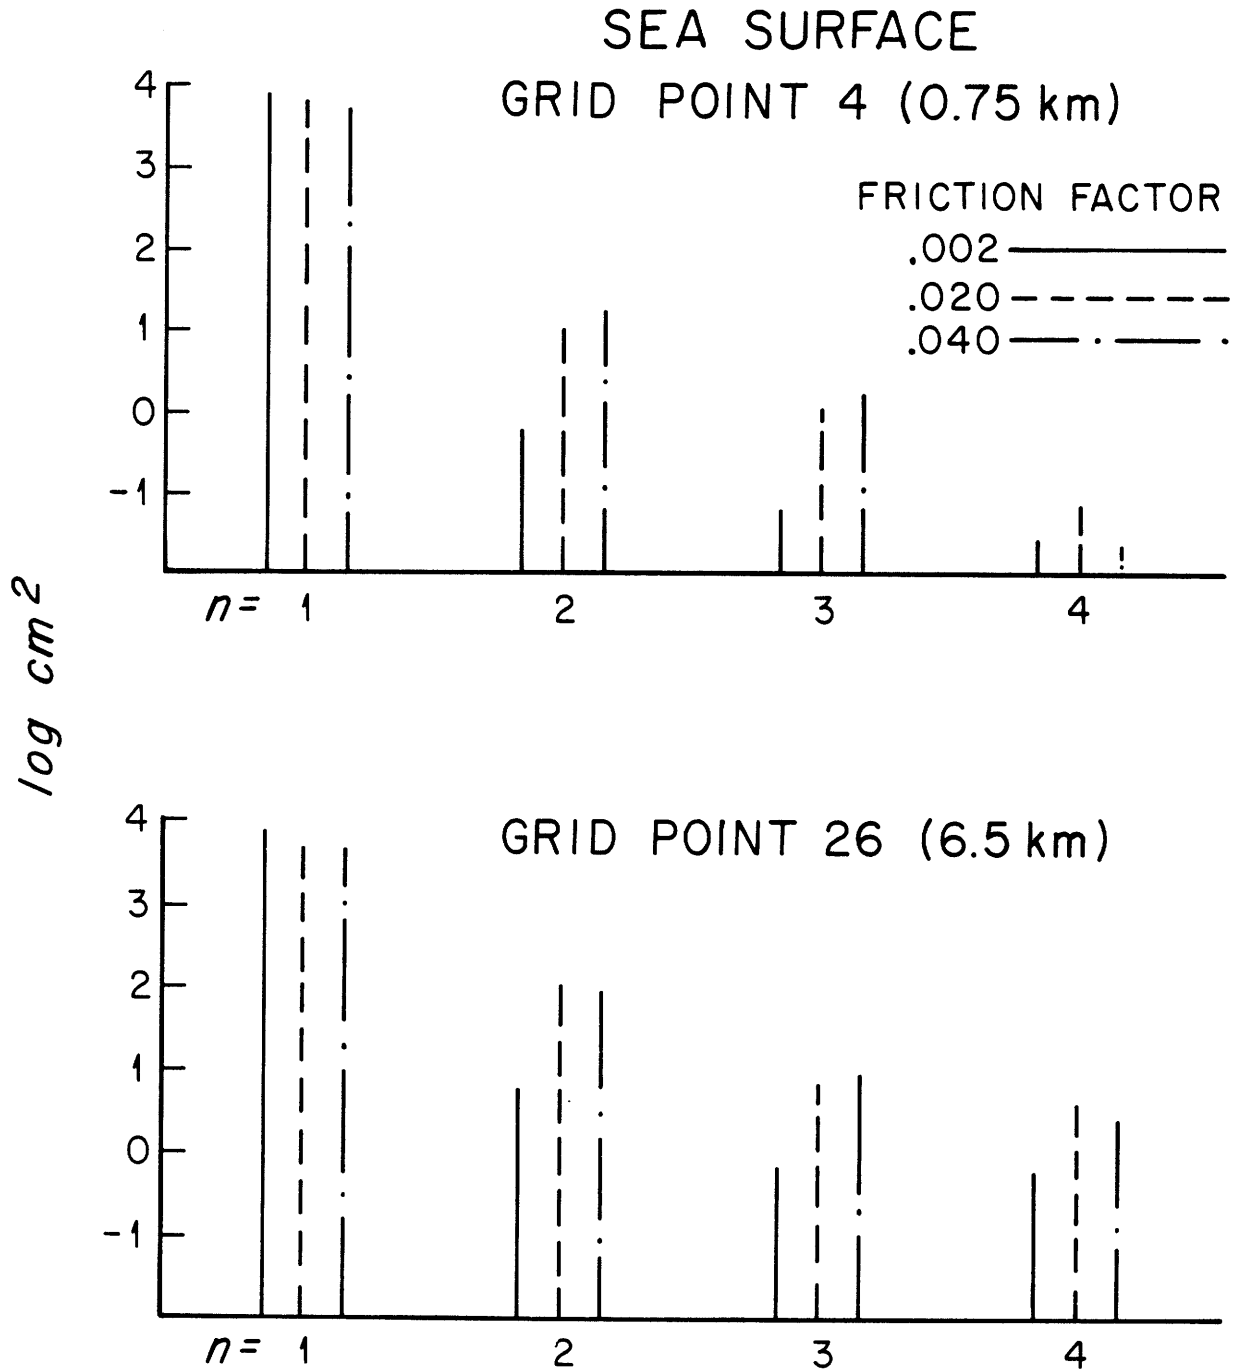 SEA SURFACE
GRID POINT 4 (0.75 km)
FRICTION FACTOR
.002
.020
.040
4
3
2
1
0
-1
n= 1 2 3 4
log cm²
GRID POINT 26 (6.5 km)
4
3
2
1
0
-1
n= 1 2 3 4